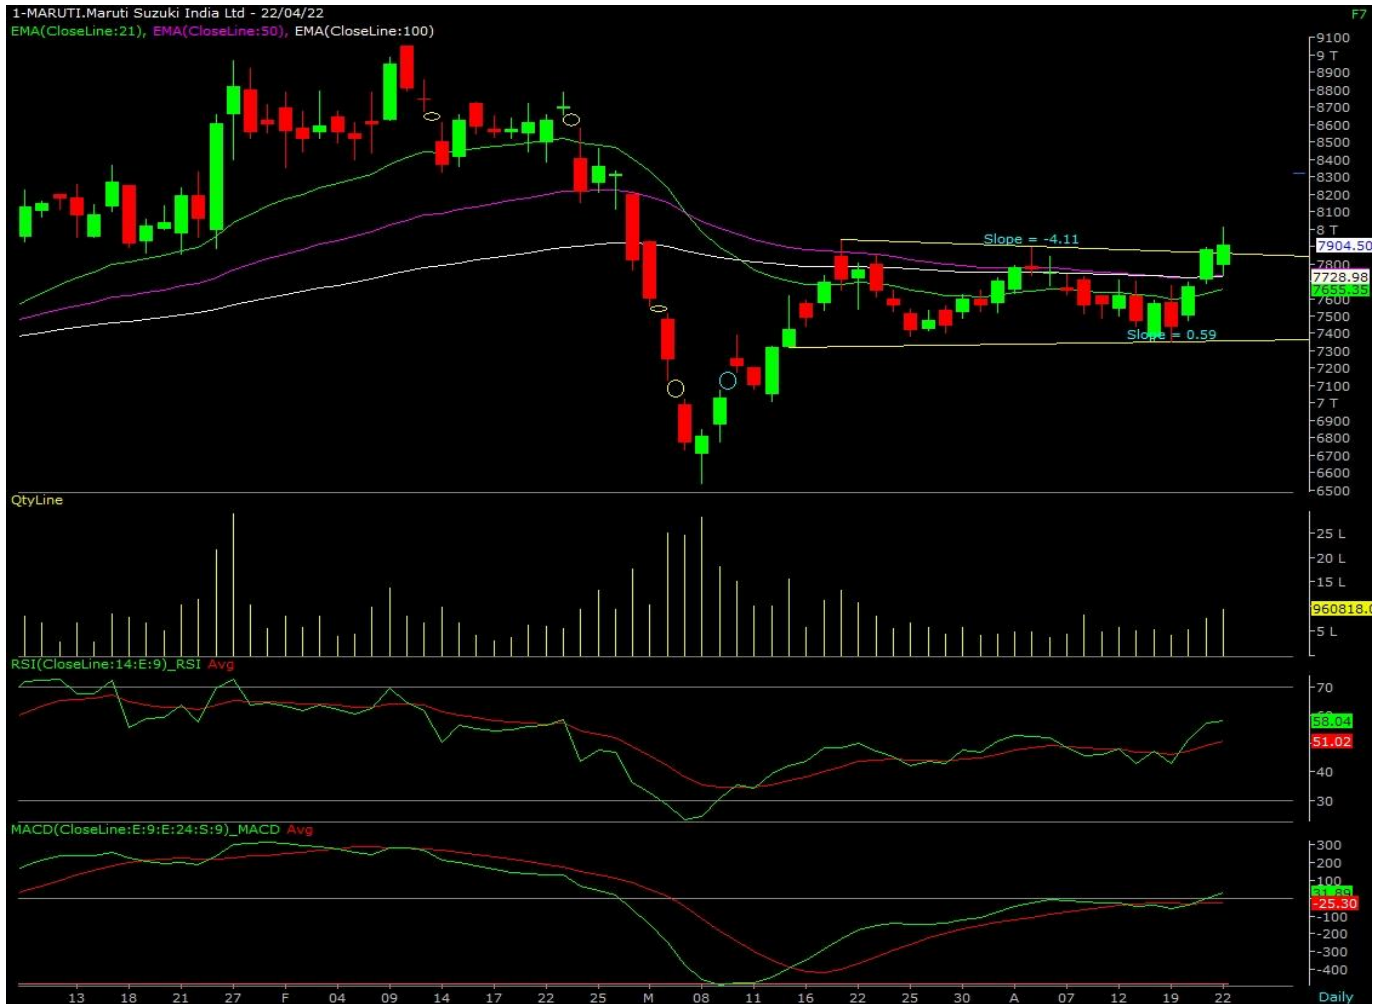 1-MARUTI.Maruti Suzuki India Ltd - 22/04/22
F7
EMA(CloseLine:21), EMA(CloseLine:50), EMA(CloseLine:100)
9100
9 T
8900
8800
8700
8600
8500
8400
8300
8200
8100
8 T
Slope = -4.11
7904.50
7800
7728.98
7655.35
7600
7500
Slope = 0.59
7400
7300
7200
7100
7 T
6900
6800
6700
6600
6500
QtyLine
25 L
20 L
15 L
960818.0
5 L
RSI(CloseLine:14:E:9)_RSI Avg
70
58.04
51.02
40
30
MACD(CloseLine:E:9:E:24:S:9)_MACD Avg
300
200
100
31.89
-25.30
-100
-200
-300
-400
13 18 21 27 F 04 09 14 17 22 25 M 08 11 16 22 25 30 A 07 12 19 22 Daily